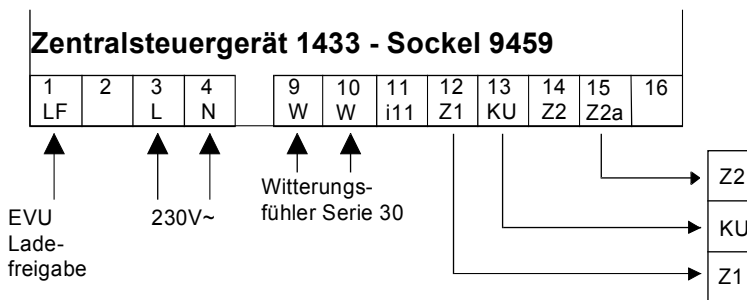 Zentralsteuergerät 1433 - Sockel 9459
1 2 3 4 9 10 11 12 13 14 15 16
LF L N W W i11 Z1 KU Z2 Z2a
EVU
Lade-
freigabe
230V~
Witterungs-
fühler Serie 30
Z2
KU
Z1